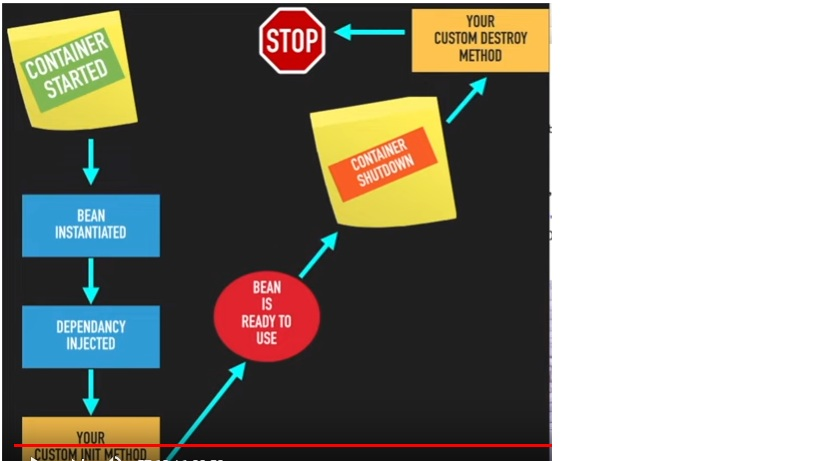 CONTAINER
STARTED
BEAN
INSTANTIATED
DEPENDANCY
INJECTED
YOUR
CUSTOM INIT METHOD
BEAN
IS
READY TO
USE
CONTAINER
SHUTDOWN
YOUR
CUSTOM DESTROY
METHOD
STOP